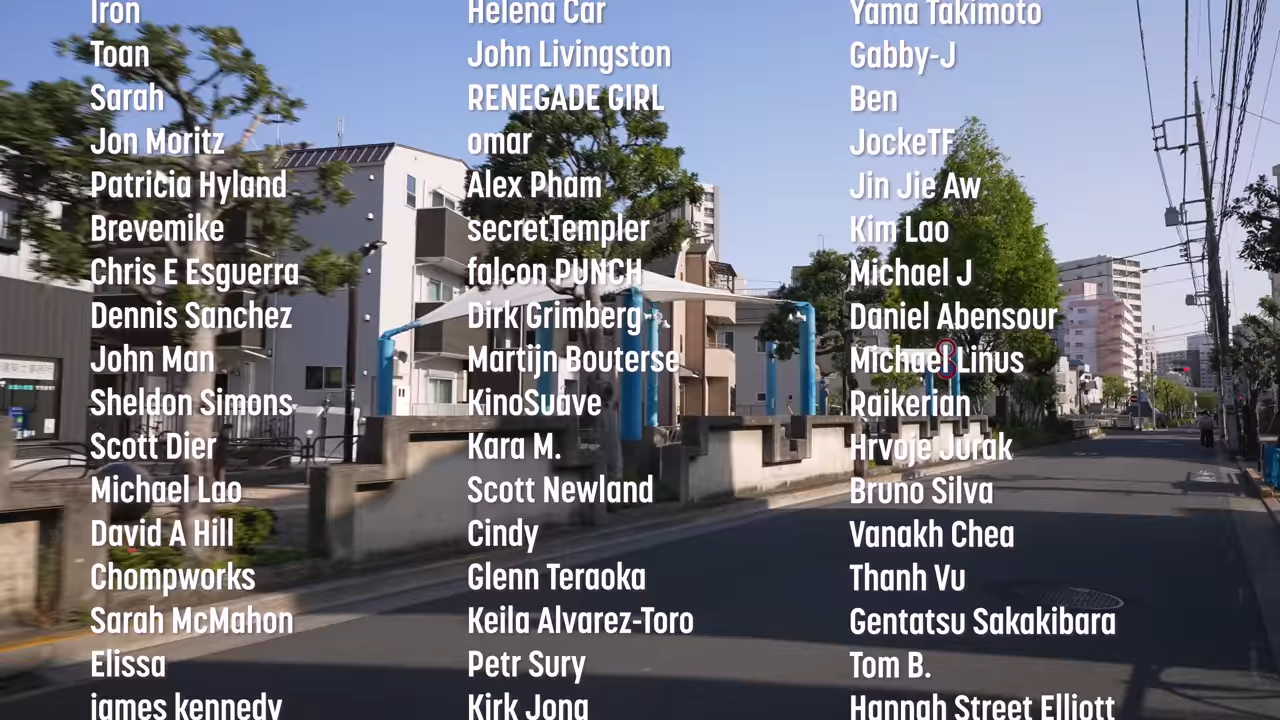 Iron
Toan
Sarah
Jon Moritz
Patricia Hyland
Brevemike
Chris E Esguerra
Dennis Sanchez
John Man
Sheldon Simons
Scott Dier
Michael Lao
David A Hill
Chompworks
Sarah McMahon
Elissa
james kennedy
Helena Car
John Livingston
RENEGADE GIRL
omar
Alex Pham
secretTempler
falcon PUNCH
Dirk Grimberg
Martijn Bouterse
KinoSuave
Kara M.
Scott Newland
Cindy
Glenn Teraoka
Keila Alvarez-Toro
Petr Sury
Kirk Jong
Yama Takimoto
Gabby-J
Ben
JockeTF
Jin Jie Aw
Kim Lao
Michael J
Daniel Abensour
Michael Linus
Raikerian
Hrvoje Jurak
Bruno Silva
Vanakh Chea
Thanh Vu
Gentatsu Sakakibara
Tom B.
Hannah Street Elliott